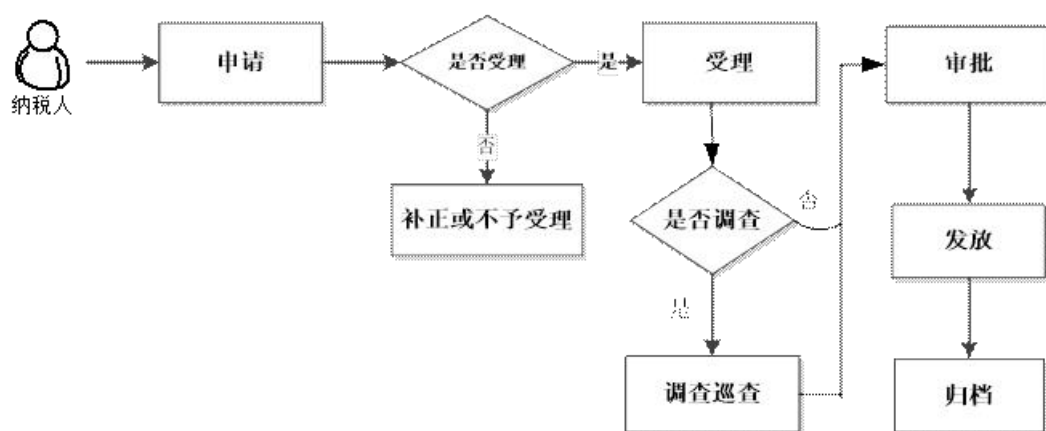 纳税人
申请
是否受理
是
受理
审批
否
补正或不予受理
是否调查
否
发放
是
调查巡查
归档